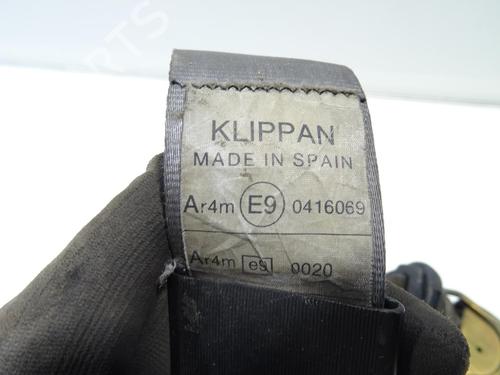 KLIPPAN
MADE IN SPAIN
Ar4m E9 0416069
Ar4m e9 0020